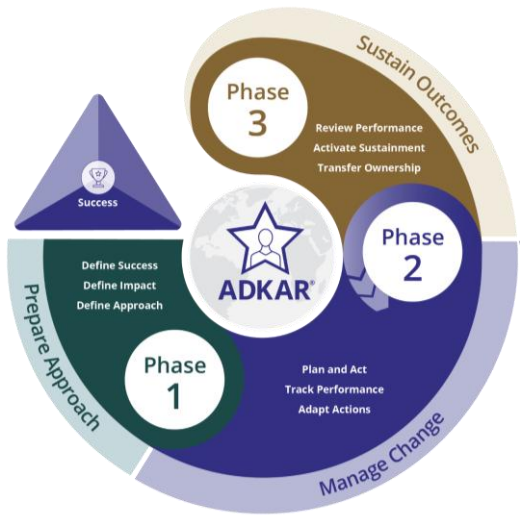 Success
Prepare Approach
Define Success
Define Impact
Define Approach
Phase
1
Manage Change
Phase
2
Plan and Act
Track Performance
Adapt Actions
Sustain Outcomes
Phase
3
Review Performance
Activate Sustainment
Transfer Ownership
ADKAR®